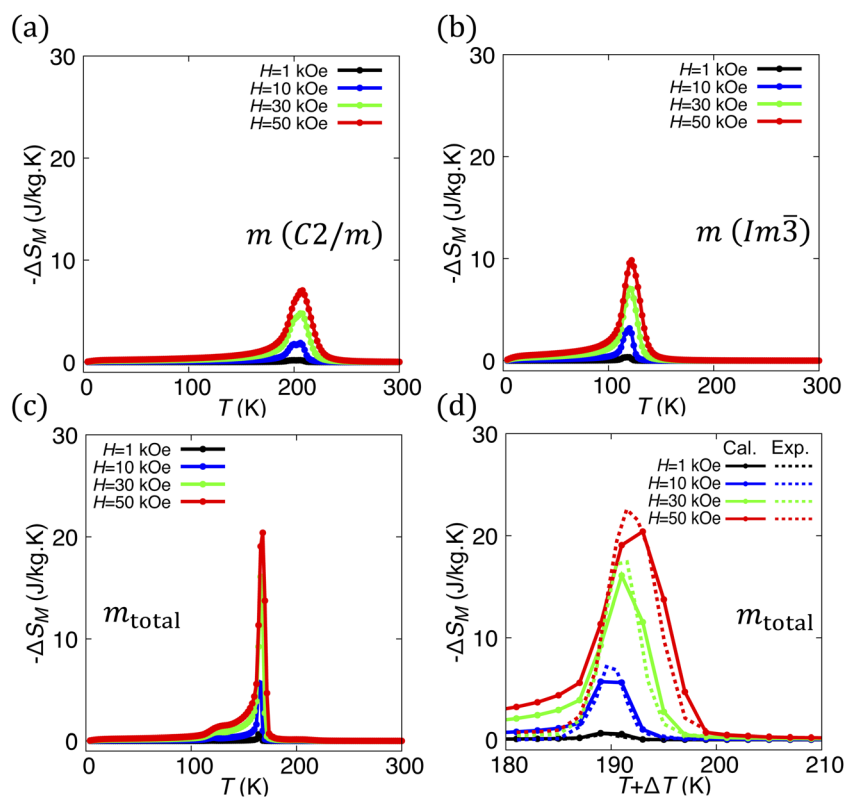 (a)
30
20
10
0
-ΔS_M (J/kg.K)
H=1 kOe
H=10 kOe
H=30 kOe
H=50 kOe
m (C2/m)
0 100 200 300
T (K)
(b)
30
20
10
0
-ΔS_M (J/kg.K)
H=1 kOe
H=10 kOe
H=30 kOe
H=50 kOe
m (Im3̅)
0 100 200 300
T (K)
(c)
30
20
10
0
-ΔS_M (J/kg.K)
H=1 kOe
H=10 kOe
H=30 kOe
H=50 kOe
m_total
0 100 200 300
T (K)
(d)
30
20
10
0
-ΔS_M (J/kg.K)
Cal. Exp.
H=1 kOe
H=10 kOe
H=30 kOe
H=50 kOe
m_total
180 190 200 210
T+ΔT (K)